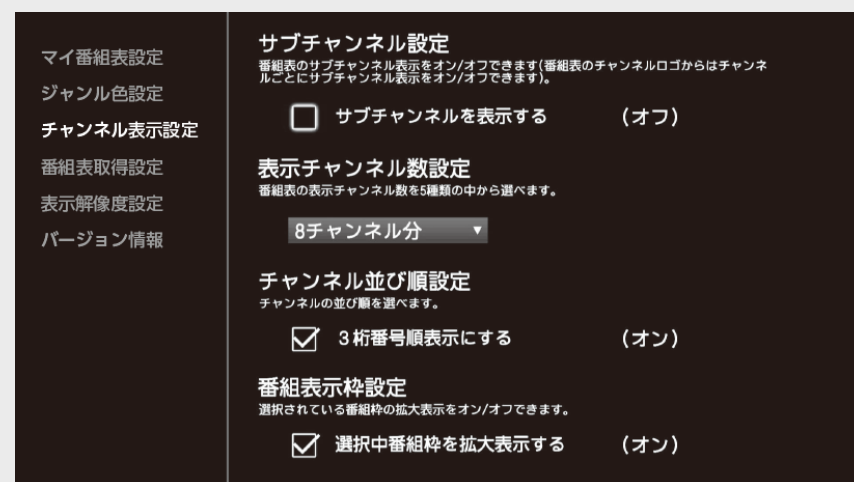 マイ番組表設定
ジャンル色設定
チャンネル表示設定
番組表取得設定
表示解像度設定
バージョン情報
サブチャンネル設定
番組表のサブチャンネル表示をオン/オフできます(番組表のチャンネルロゴからはチャンネ
ルごとにサブチャンネル表示をオン/オフできます)。
サブチャンネルを表示する (オフ)
表示チャンネル数設定
番組表の表示チャンネル数を5種類の中から選べます。
8チャンネル分 ▼
チャンネル並び順設定
チャンネルの並び順を選べます。
3桁番号順表示にする (オン)
番組表示枠設定
選択されている番組枠の拡大表示をオン/オフできます。
選択中番組枠を拡大表示する (オン)